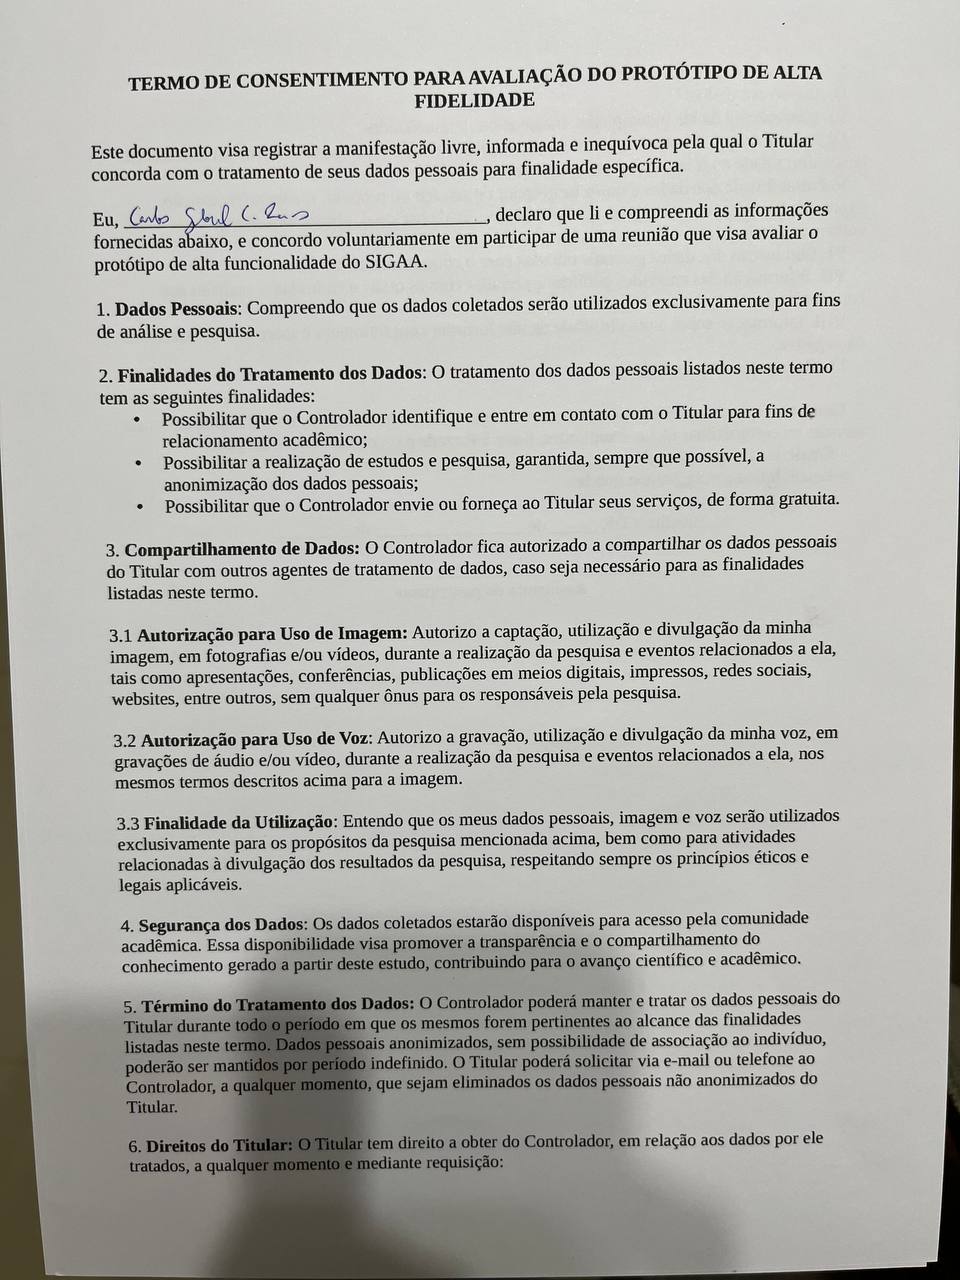 TERMO DE CONSENTIMENTO PARA AVALIAÇÃO DO PROTÓTIPO DE ALTA
FIDELIDADE
Este documento visa registrar a manifestação livre, informada e inequívoca pela qual o Titular
concorda com o tratamento de seus dados pessoais para finalidade específica.
Eu, Carlos C. , declaro que li e compreendi as informações
fornecidas abaixo, e concordo voluntariamente em participar de uma reunião que visa avaliar o
protótipo de alta funcionalidade do SIGAA.
1. Dados Pessoais: Compreendo que os dados coletados serão utilizados exclusivamente para fins
de análise e pesquisa.
2. Finalidades do Tratamento dos Dados: O tratamento dos dados pessoais listados neste termo
tem as seguintes finalidades:
• Possibilitar que o Controlador identifique e entre em contato com o Titular para fins de
relacionamento acadêmico;
• Possibilitar a realização de estudos e pesquisa, garantida, sempre que possível, a
anonimização dos dados pessoais;
• Possibilitar que o Controlador envie ou forneça ao Titular seus serviços, de forma gratuita.
3. Compartilhamento de Dados: O Controlador fica autorizado a compartilhar os dados pessoais
do Titular com outros agentes de tratamento de dados, caso seja necessário para as finalidades
listadas neste termo.
3.1 Autorização para Uso de Imagem: Autorizo a captação, utilização e divulgação da minha
imagem, em fotografias e/ou vídeos, durante a realização da pesquisa e eventos relacionados a ela,
tais como apresentações, conferências, publicações em meios digitais, impressos, redes sociais,
websites, entre outros, sem qualquer ônus para os responsáveis pela pesquisa.
3.2 Autorização para Uso de Voz: Autorizo a gravação, utilização e divulgação da minha voz, em
gravações de áudio e/ou vídeo, durante a realização da pesquisa e eventos relacionados a ela, nos
mesmos termos descritos acima para a imagem.
3.3 Finalidade da Utilização: Entendo que os meus dados pessoais, imagem e voz serão utilizados
exclusivamente para os propósitos da pesquisa mencionada acima, bem como para atividades
relacionadas à divulgação dos resultados da pesquisa, respeitando sempre os princípios éticos e
legais aplicáveis.
4. Segurança dos Dados: Os dados coletados estarão disponíveis para acesso pela comunidade
acadêmica. Essa disponibilidade visa promover a transparência e o compartilhamento do
conhecimento gerado a partir deste estudo, contribuindo para o avanço científico e acadêmico.
5. Término do Tratamento dos Dados: O Controlador poderá manter e tratar os dados pessoais do
Titular durante todo o período em que os mesmos forem pertinentes ao alcance das finalidades
listadas neste termo. Dados pessoais anonimizados, sem possibilidade de associação ao indivíduo,
poderão ser mantidos por período indefinido. O Titular poderá solicitar via e-mail ou telefone ao
Controlador, a qualquer momento, que sejam eliminados os dados pessoais não anonimizados do
Titular.
6. Direitos do Titular: O Titular tem direito a obter do Controlador, em relação aos dados por ele
tratados, a qualquer momento e mediante requisição: